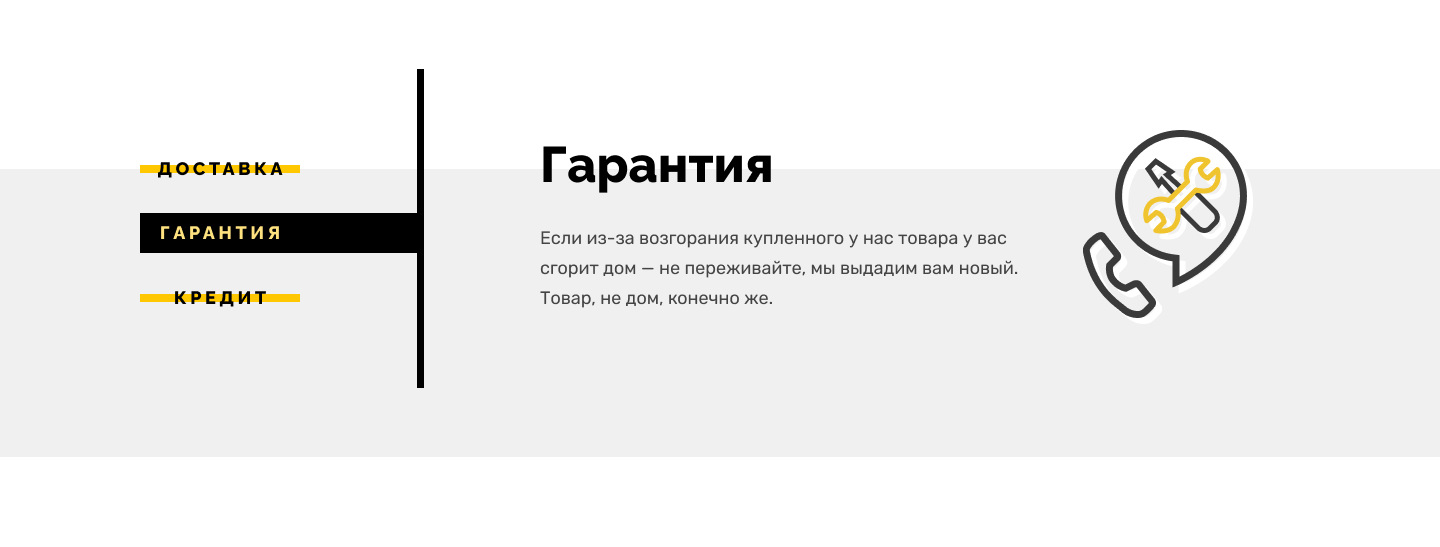 ДОСТАВКА
ГАРАНТИЯ
КРЕДИТ
Гарантия
Если из-за возгорания купленного у нас товара у вас
сгорит дом — не переживайте, мы выдадим вам новый.
Товар, не дом, конечно же.